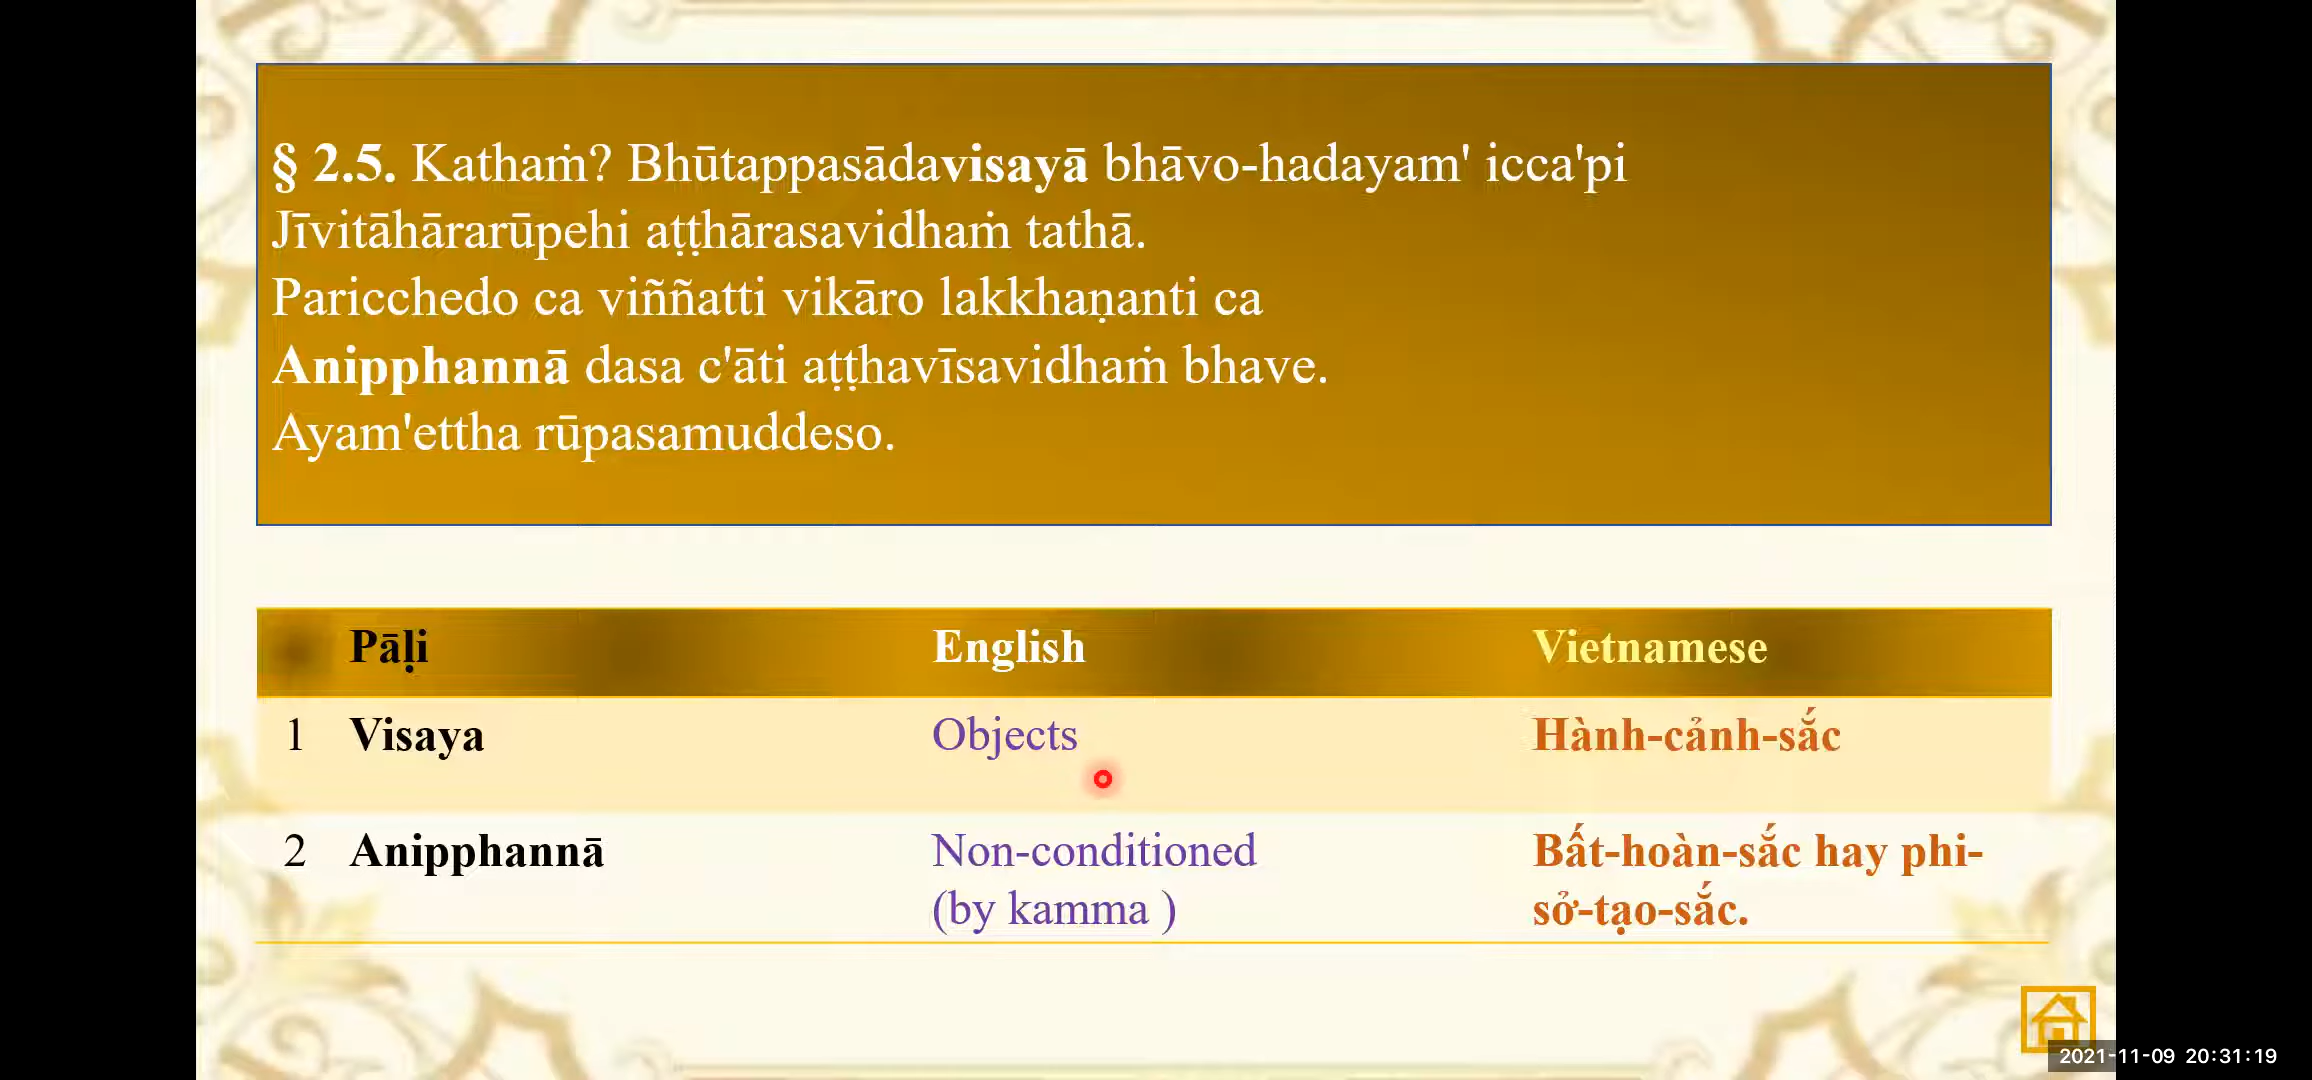 § 2.5. Kathaṁ? Bhūtappasādavisayā bhāvo-hadayam' icca'pi
Jīvitāhārarūpehi aṭṭhārasavidhaṁ tathā.
Paricchedo ca viññatti vikāro lakkhaṇanti ca
Anipphannā dasa c'āti aṭṭhavīsavidhaṁ bhave.
Ayam'ettha rūpasamuddeso.
Pāḷi English Vietnamese
1 Visaya Objects Hành-cảnh-sắc
2 Anipphannā Non-conditioned Bất-hoàn-sắc hay phi-
(by kamma ) sở-tạo-sắc.
2021-11-09 20:31:19